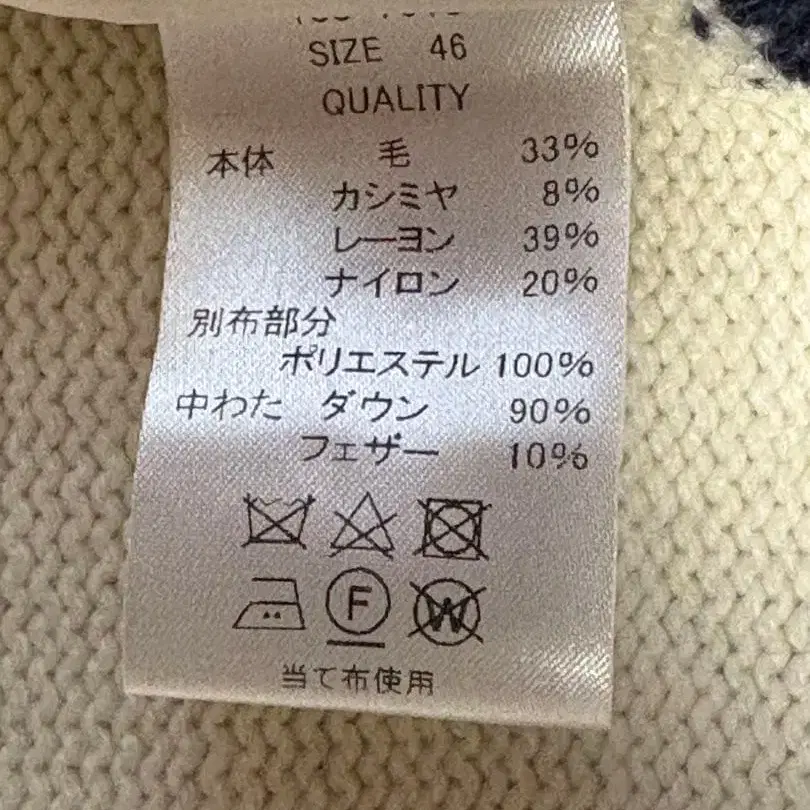 SIZE 46
QUALITY
本体 毛 33%
カシミヤ 8%
レーヨン 39%
ナイロン 20%
別布部分
ポリエステル 100%
中わた ダウン 90%
フェザー 10%
F W
当て布使用